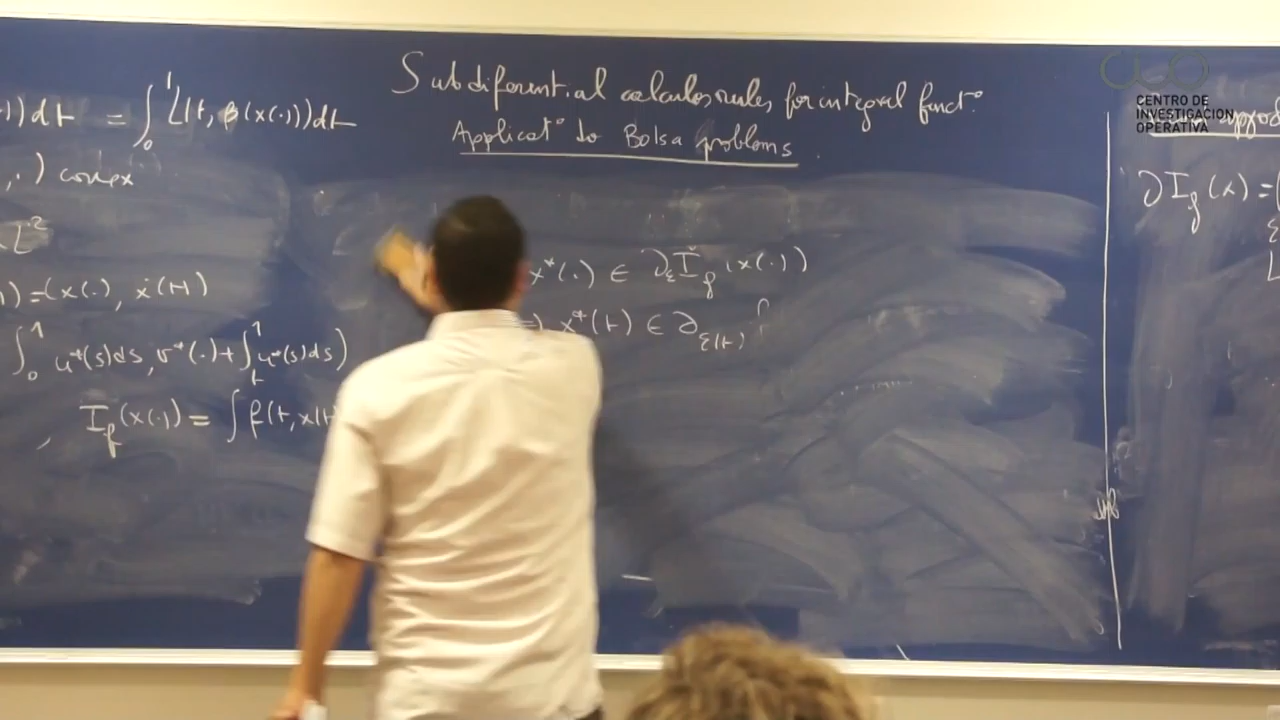 Subdiferential calculos rules for integral funct°
Applicat° to Bolsa problems
))dt = ∫₀¹ L(t, β(x(·)))dt
, ·) convex
L²
) = (x(·), ẋ(t))
∫₀¹ u*(s)ds, v*(·) + ∫ₜ¹ u*(s)ds)
I_f(x(·)) = ∫ f(t, x(t
x*(·) ∈ ∂_ε I_f (x(·))
x*(t) ∈ ∂_ε(t) f
∂I_f(x) =
CENTRO DE
INVESTIGACION
OPERATIVA